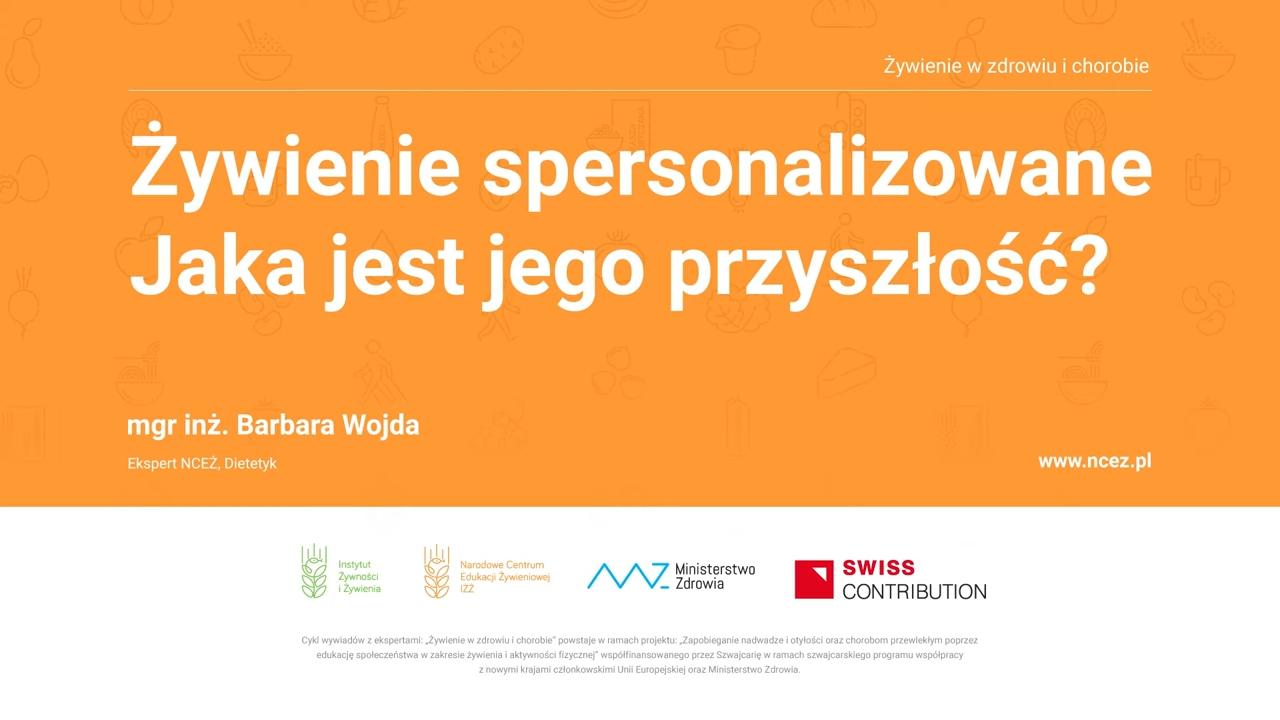 Żywienie w zdrowiu i chorobie
Żywienie spersonalizowane
Jaka jest jego przyszłość?
mgr inż. Barbara Wojda
Ekspert NCEŻ, Dietetyk
www.ncez.pl
Instytut
Żywności
i Żywienia
Narodowe Centrum
Edukacji Żywieniowej
IŻŻ
Ministerstwo
Zdrowia
SWISS
CONTRIBUTION
Cykl wywiadów z ekspertami: „Żywienie w zdrowiu i chorobie” powstaje w ramach projektu: „Zapobieganie nadwadze i otyłości oraz chorobom przewlekłym poprzez
edukację społeczeństwa w zakresie żywienia i aktywności fizycznej” współfinansowanego przez Szwajcarię w ramach szwajcarskiego programu współpracy
z nowymi krajami członkowskimi Unii Europejskiej oraz Ministerstwo Zdrowia.